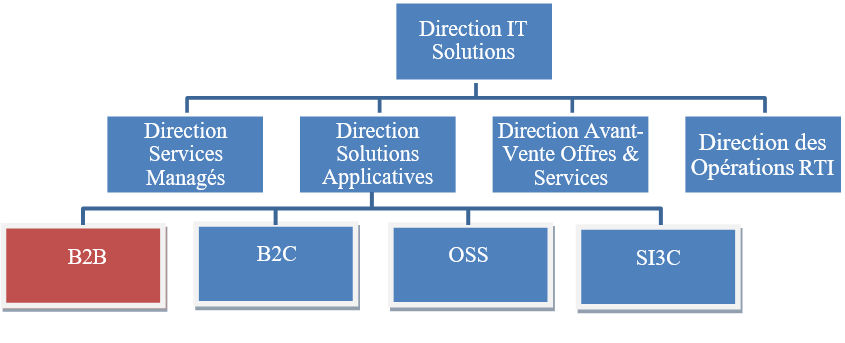 Direction IT
Solutions
Direction
Services
Managés
Direction
Solutions
Applicatives
Direction Avant-
Vente Offres &
Services
Direction des
Opérations RTI
B2B
B2C
OSS
SI3C